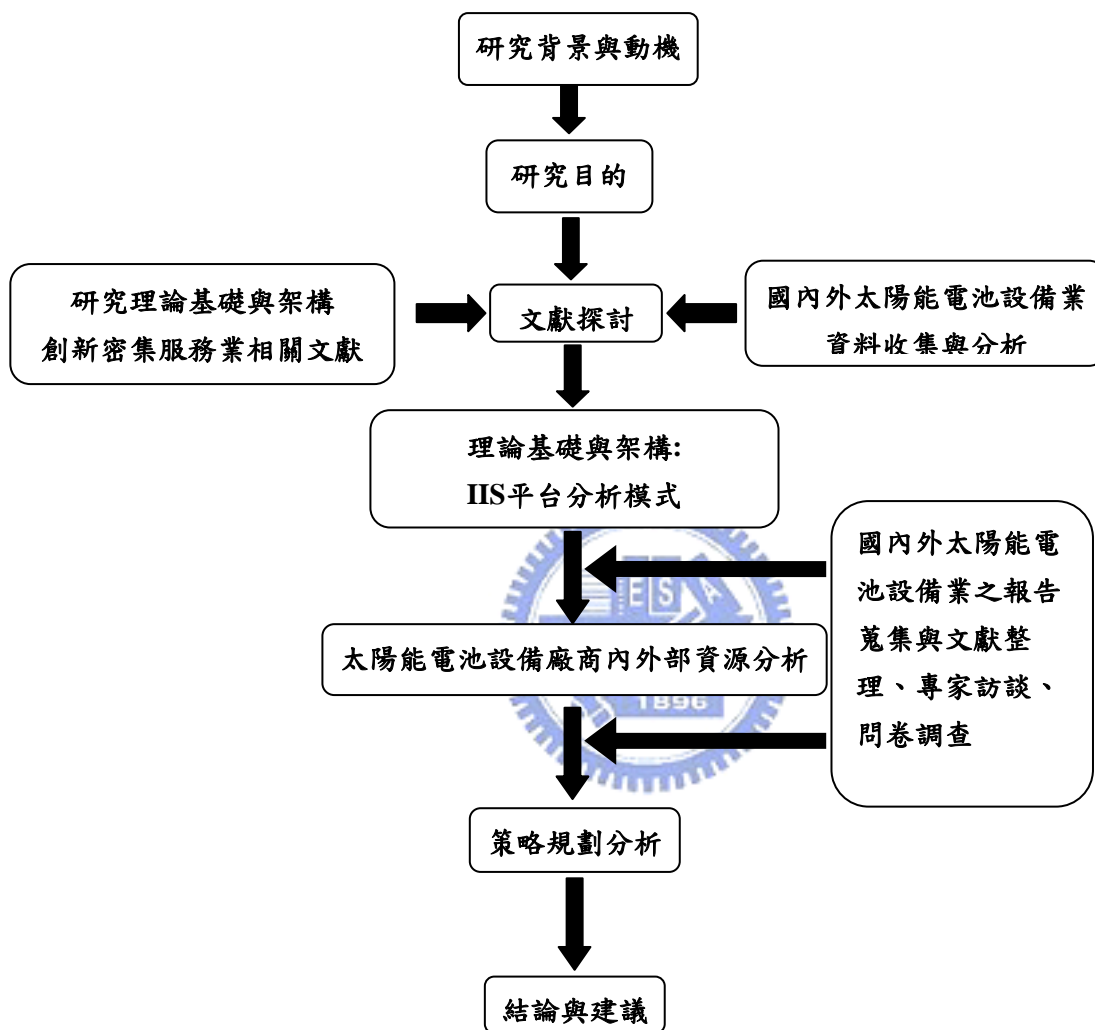 研究背景與動機
研究目的
研究理論基礎與架構
創新密集服務業相關文獻
文獻探討
國內外太陽能電池設備業
資料收集與分析
理論基礎與架構:
IIS平台分析模式
國內外太陽能電
池設備業之報告
蒐集與文獻整
理、專家訪談、
問卷調查
ESA
太陽能電池設備廠商內外部資源分析
1896
策略規劃分析
結論與建議